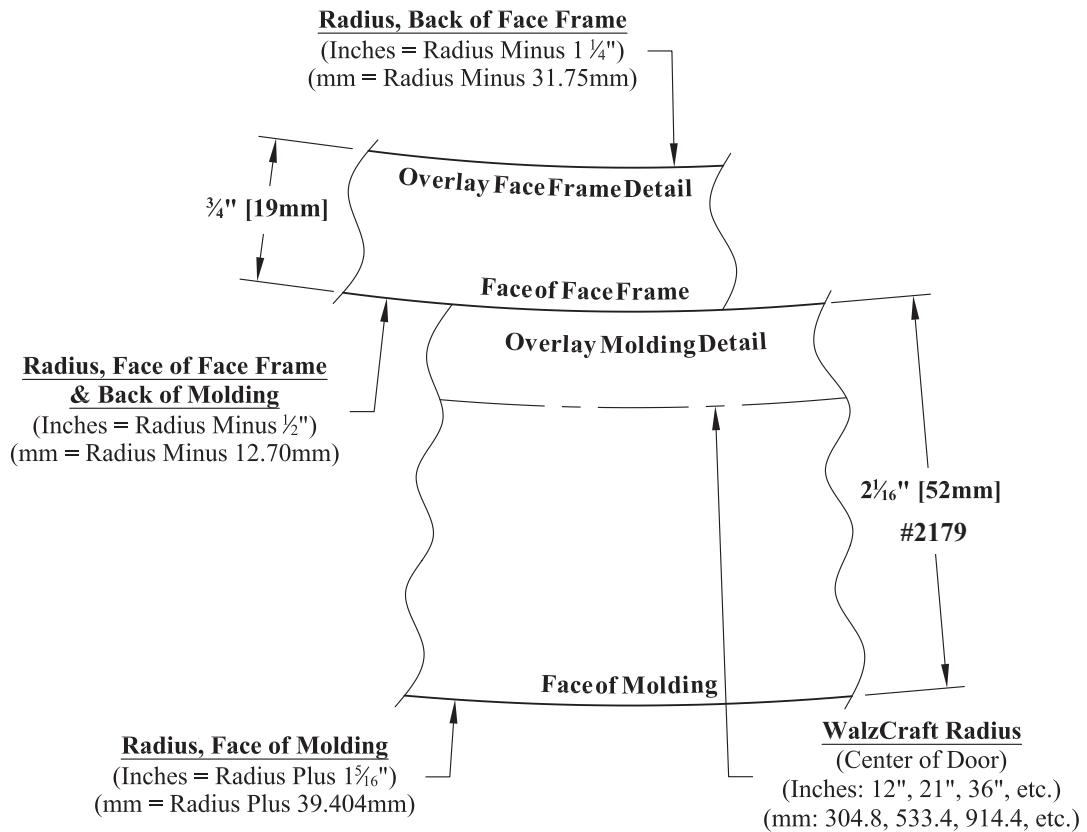 Radius, Back of Face Frame
(Inches = Radius Minus 1 ¼")
(mm = Radius Minus 31.75mm)
Overlay Face Frame Detail
¾" [19mm]
Face of Face Frame
Overlay Molding Detail
Radius, Face of Face Frame
& Back of Molding
(Inches = Radius Minus ½")
(mm = Radius Minus 12.70mm)
2 1/16" [52mm]
#2179
Face of Molding
Radius, Face of Molding
(Inches = Radius Plus 1 5/16")
(mm = Radius Plus 39.404mm)
WalzCraft Radius
(Center of Door)
(Inches: 12", 21", 36", etc.)
(mm: 304.8, 533.4, 914.4, etc.)